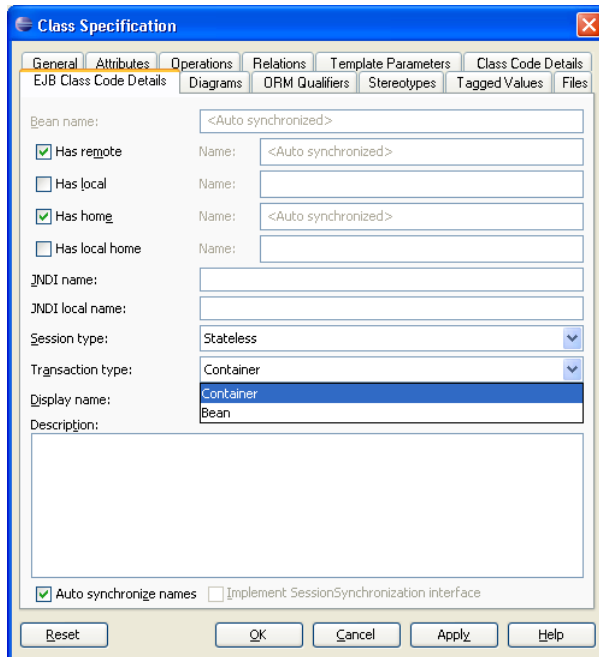 Class Specification
General Attributes Operations Relations Template Parameters Class Code Details
EJB Class Code Details Diagrams ORM Qualifiers Stereotypes Tagged Values Files
Bean name: <Auto synchronized>
Has remote Name: <Auto synchronized>
Has local Name:
Has home Name: <Auto synchronized>
Has local home Name:
JNDI name:
JNDI local name:
Session type: Stateless
Transaction type: Container
Container
Display name:
Bean
Description:
Auto synchronize names Implement SessionSynchronization interface
Reset OK Cancel Apply Help